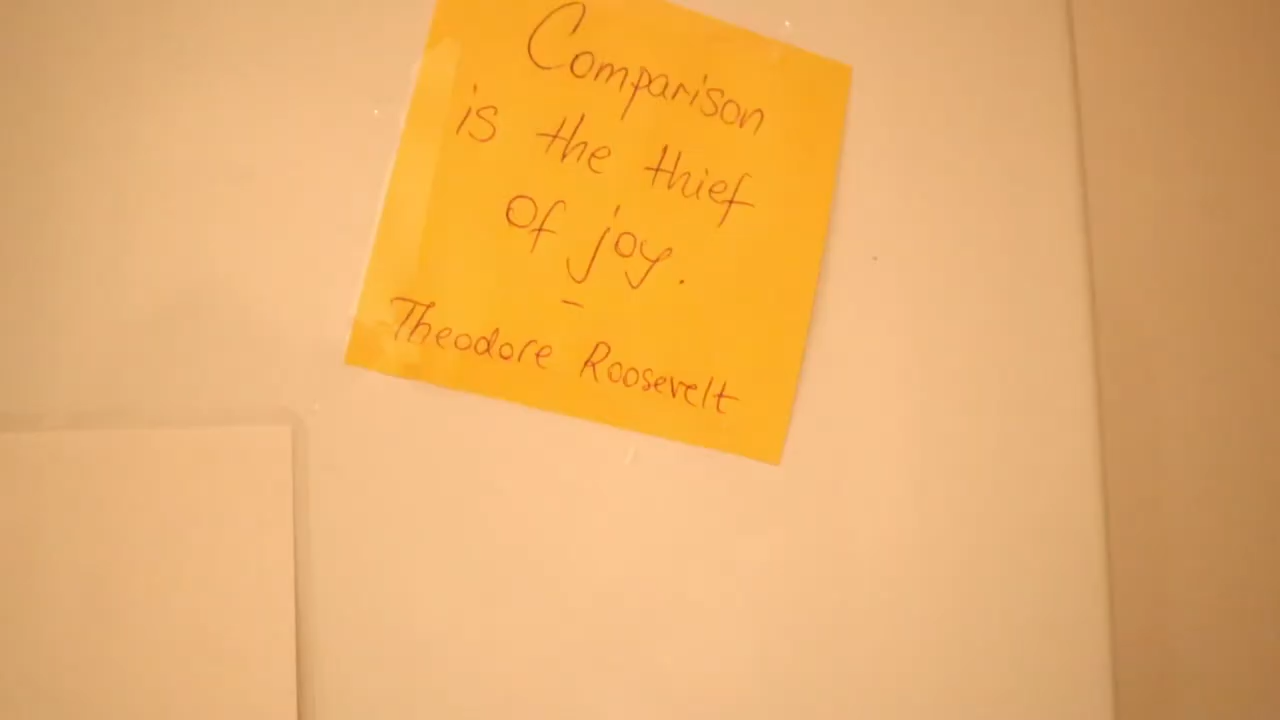 Comparison
is the thief
of joy.
–
Theodore Roosevelt